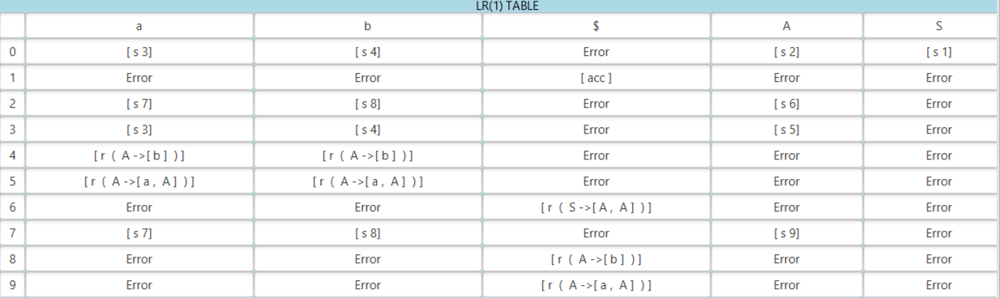 LR(1) TABLE
a b $ A S
0 [ s 3] [ s 4] Error [ s 2] [ s 1]
1 Error Error [ acc ] Error Error
2 [ s 7] [ s 8] Error [ s 6] Error
3 [ s 3] [ s 4] Error [ s 5] Error
4 [ r ( A ->[ b ] )] [ r ( A ->[ b ] )] Error Error Error
5 [ r ( A ->[ a , A ] )] [ r ( A ->[ a , A ] )] Error Error Error
6 Error Error [ r ( S ->[ A , A ] )] Error Error
7 [ s 7] [ s 8] Error [ s 9] Error
8 Error Error [ r ( A ->[ b ] )] Error Error
9 Error Error [ r ( A ->[ a , A ] )] Error Error